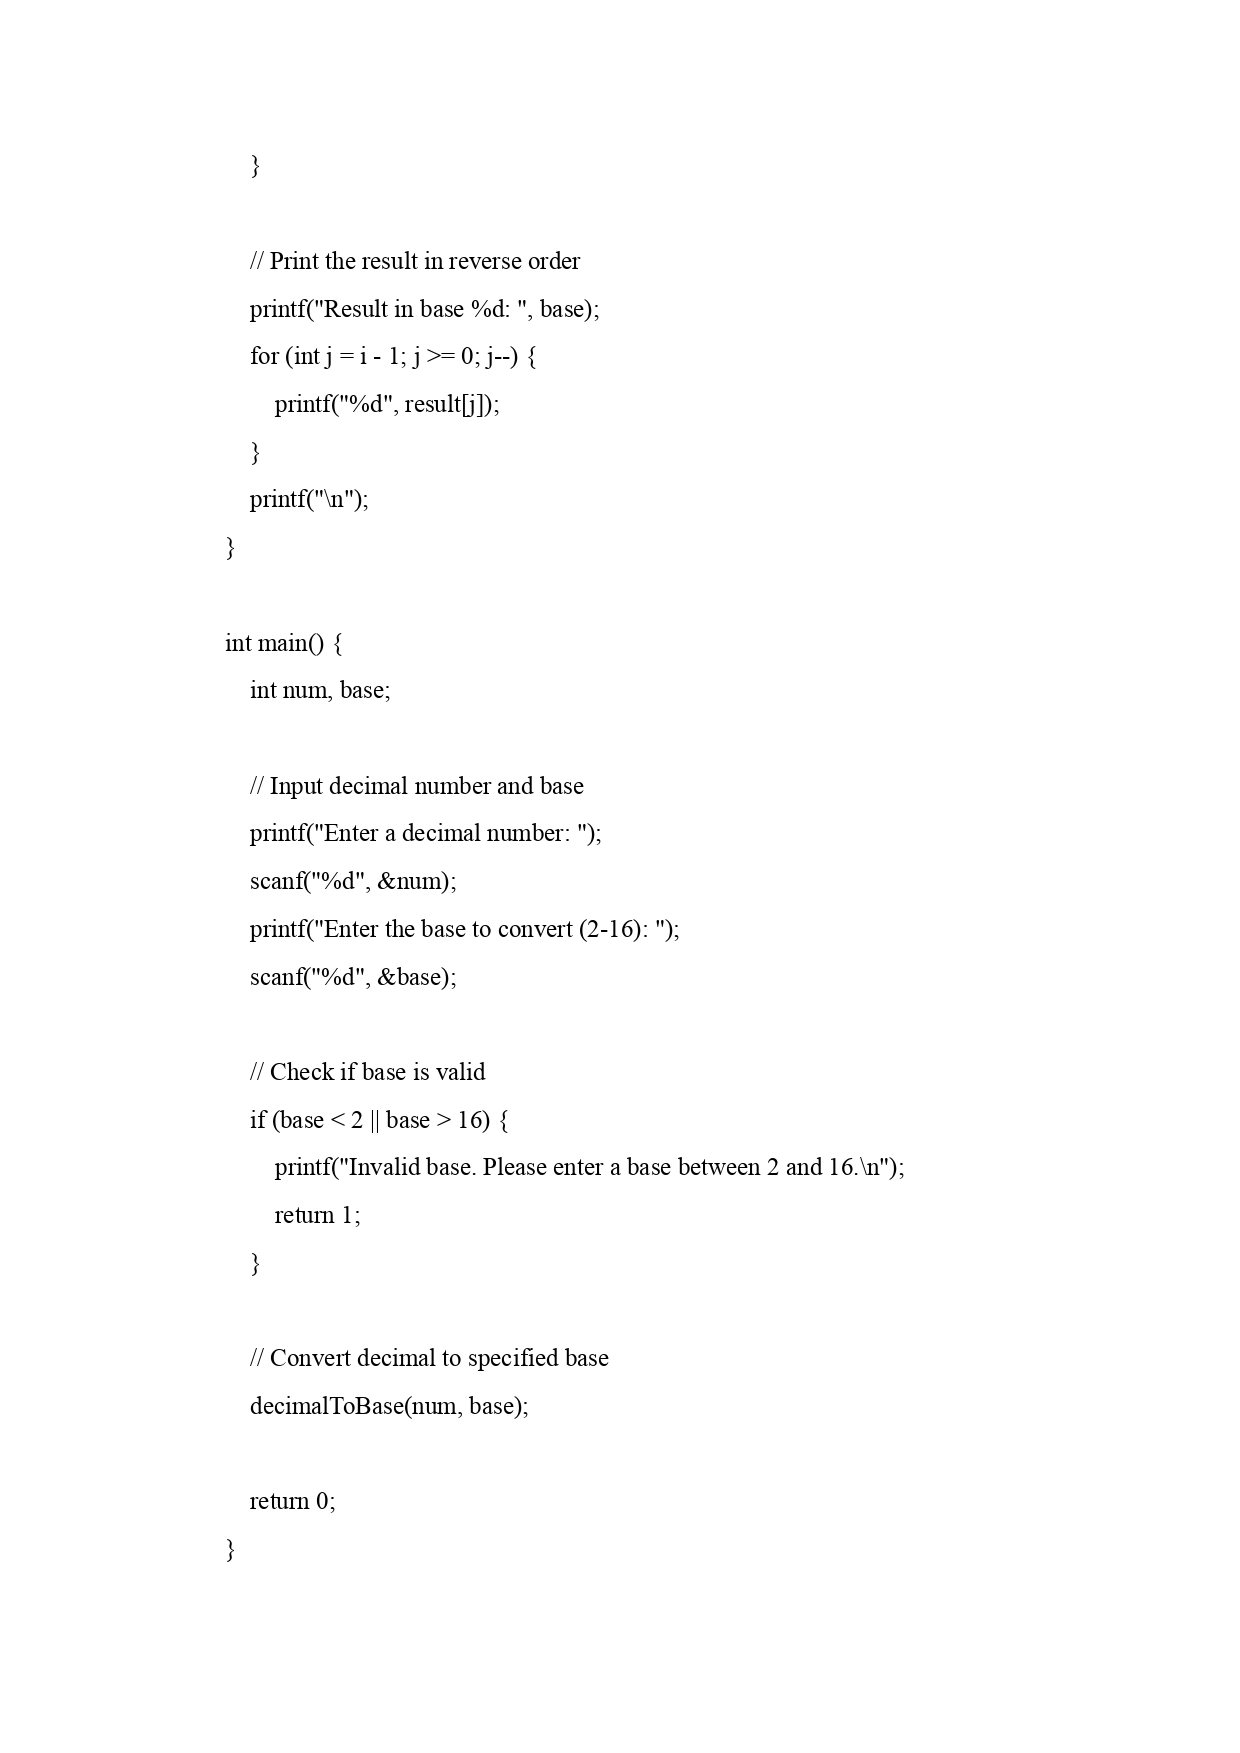 }
// Print the result in reverse order
printf("Result in base %d: ", base);
for (int j = i - 1; j >= 0; j--) {
printf("%d", result[j]);
}
printf("\n");
}
int main() {
int num, base;
// Input decimal number and base
printf("Enter a decimal number: ");
scanf("%d", &num);
printf("Enter the base to convert (2-16): ");
scanf("%d", &base);
// Check if base is valid
if (base < 2 || base > 16) {
printf("Invalid base. Please enter a base between 2 and 16.\n");
return 1;
}
// Convert decimal to specified base
decimalToBase(num, base);
return 0;
}